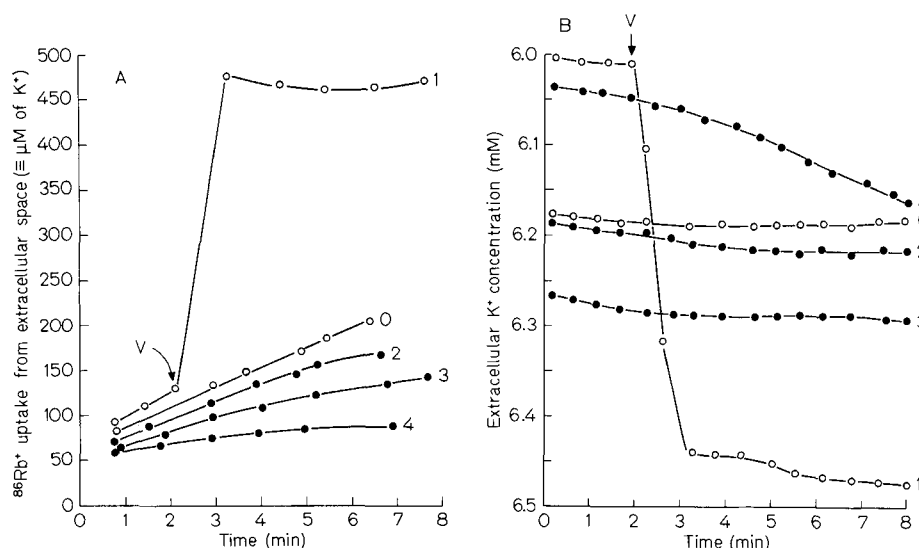 A
⁸⁶Rb⁺ uptake from extracellular space (≡ μM of K⁺)
500
450
400
350
300
250
200
150
100
50
0
V
1
0
2
3
4
1 2 3 4 5 6 7 8
Time (min)
B
V
Extracellular K⁺ concentration (mM)
6.0
6.1
6.2
6.3
6.4
6.5
1
0 1 2 3 4 5 6 7 8
Time (min)